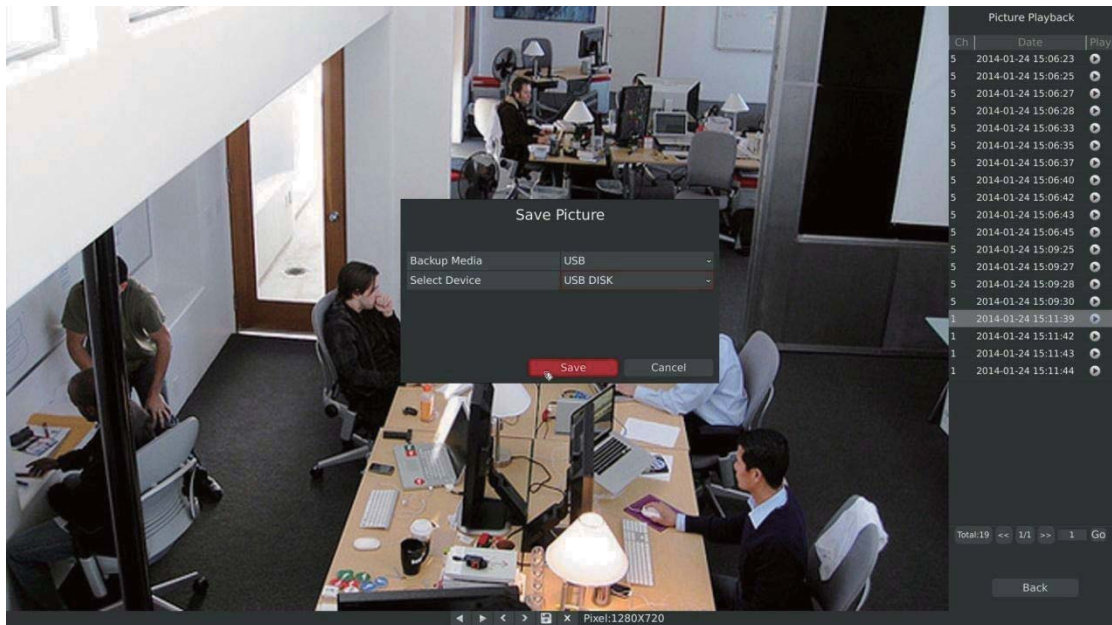 Picture Playback
Ch Date Play
5 2014-01-24 15:06:23
5 2014-01-24 15:06:25
5 2014-01-24 15:06:27
5 2014-01-24 15:06:28
5 2014-01-24 15:06:33
5 2014-01-24 15:06:35
5 2014-01-24 15:06:37
5 2014-01-24 15:06:40
5 2014-01-24 15:06:42
5 2014-01-24 15:06:43
5 2014-01-24 15:06:45
5 2014-01-24 15:09:25
5 2014-01-24 15:09:27
5 2014-01-24 15:09:28
5 2014-01-24 15:09:30
1 2014-01-24 15:11:39
1 2014-01-24 15:11:42
1 2014-01-24 15:11:43
1 2014-01-24 15:11:44
Save Picture
Backup Media USB
Select Device USB DISK
Save Cancel
Total:19 << 1/1 >> 1 Go
Back
x Pixel:1280X720